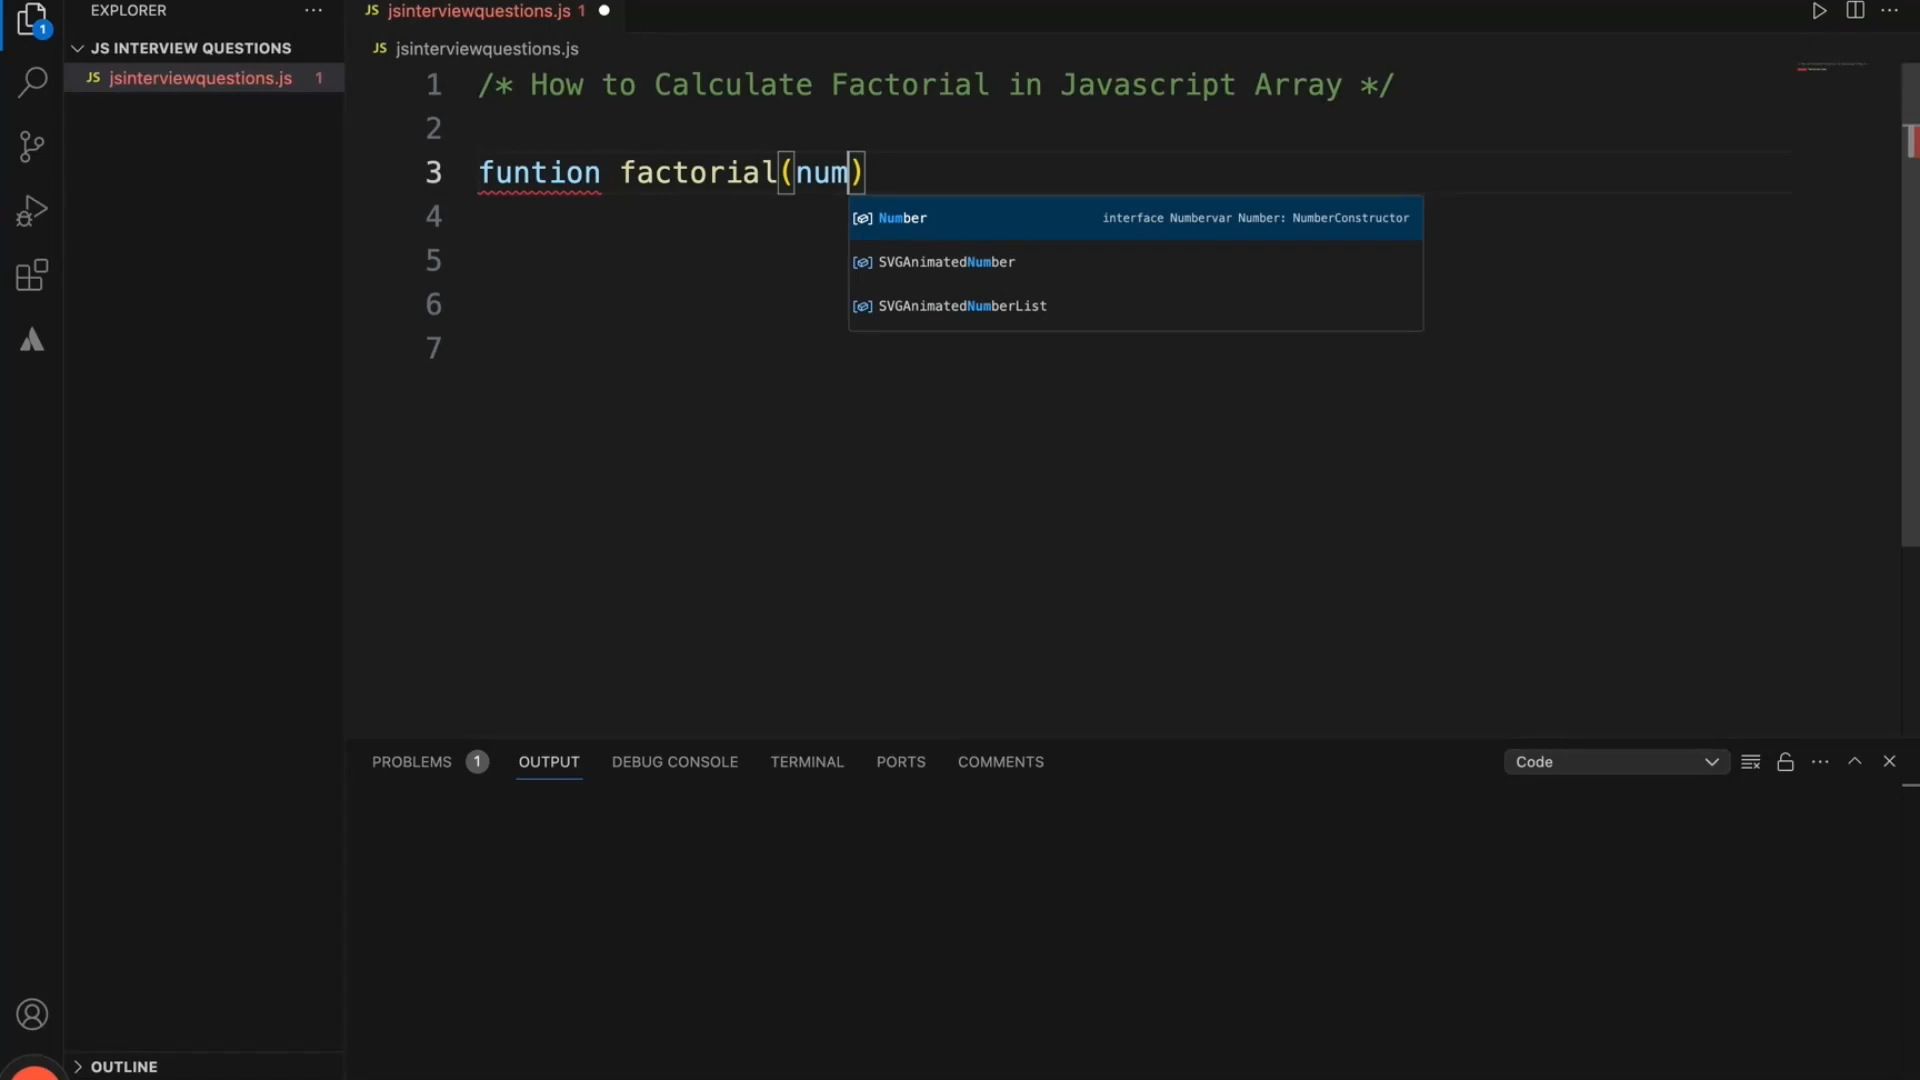 EXPLORER
1
JS INTERVIEW QUESTIONS
JS jsinterviewquestions.js 1
JS jsinterviewquestions.js 1
JS jsinterviewquestions.js
1 /* How to Calculate Factorial in Javascript Array */
2
3 funtion factorial(num)
4
5
6
7
Number interface Numbervar Number: NumberConstructor
SVGAnimatedNumber
SVGAnimatedNumberList
PROBLEMS 1 OUTPUT DEBUG CONSOLE TERMINAL PORTS COMMENTS Code
OUTLINE